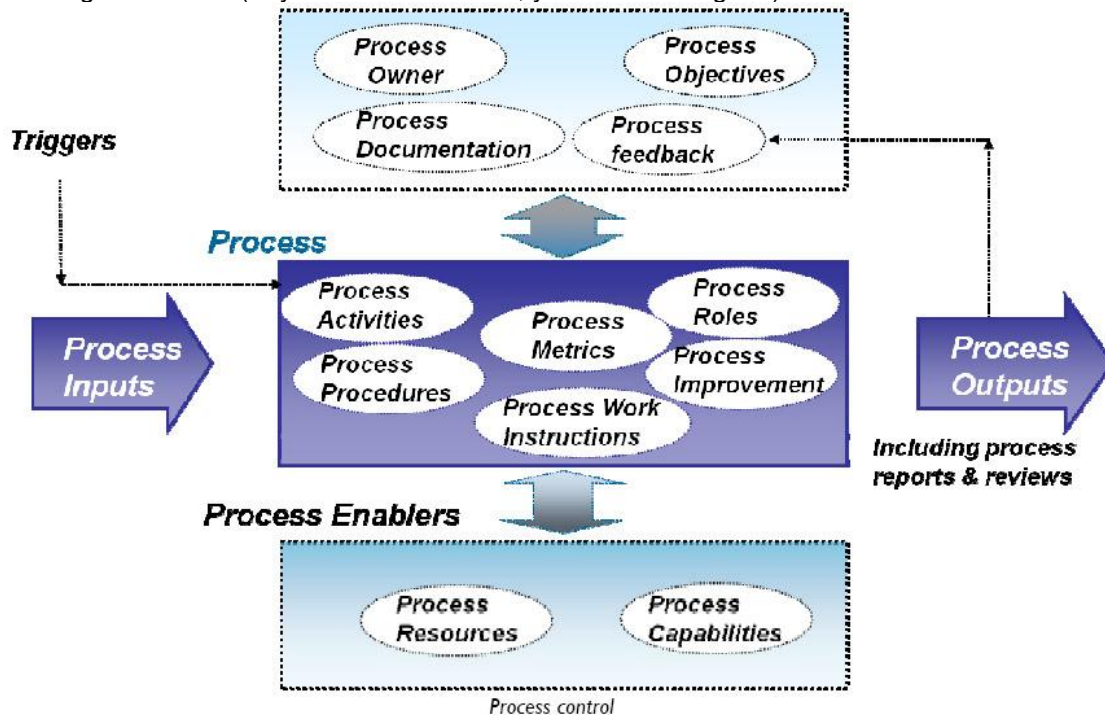 Process
Owner
Process
Objectives
Process
Documentation
Process
feedback
Triggers
Process
Process
Activities
Process
Metrics
Process
Roles
Process
Inputs
Process
Procedures
Process
Improvement
Process Work
Instructions
Process
Outputs
Including process
reports & reviews
Process Enablers
Process
Resources
Process
Capabilities
Process control